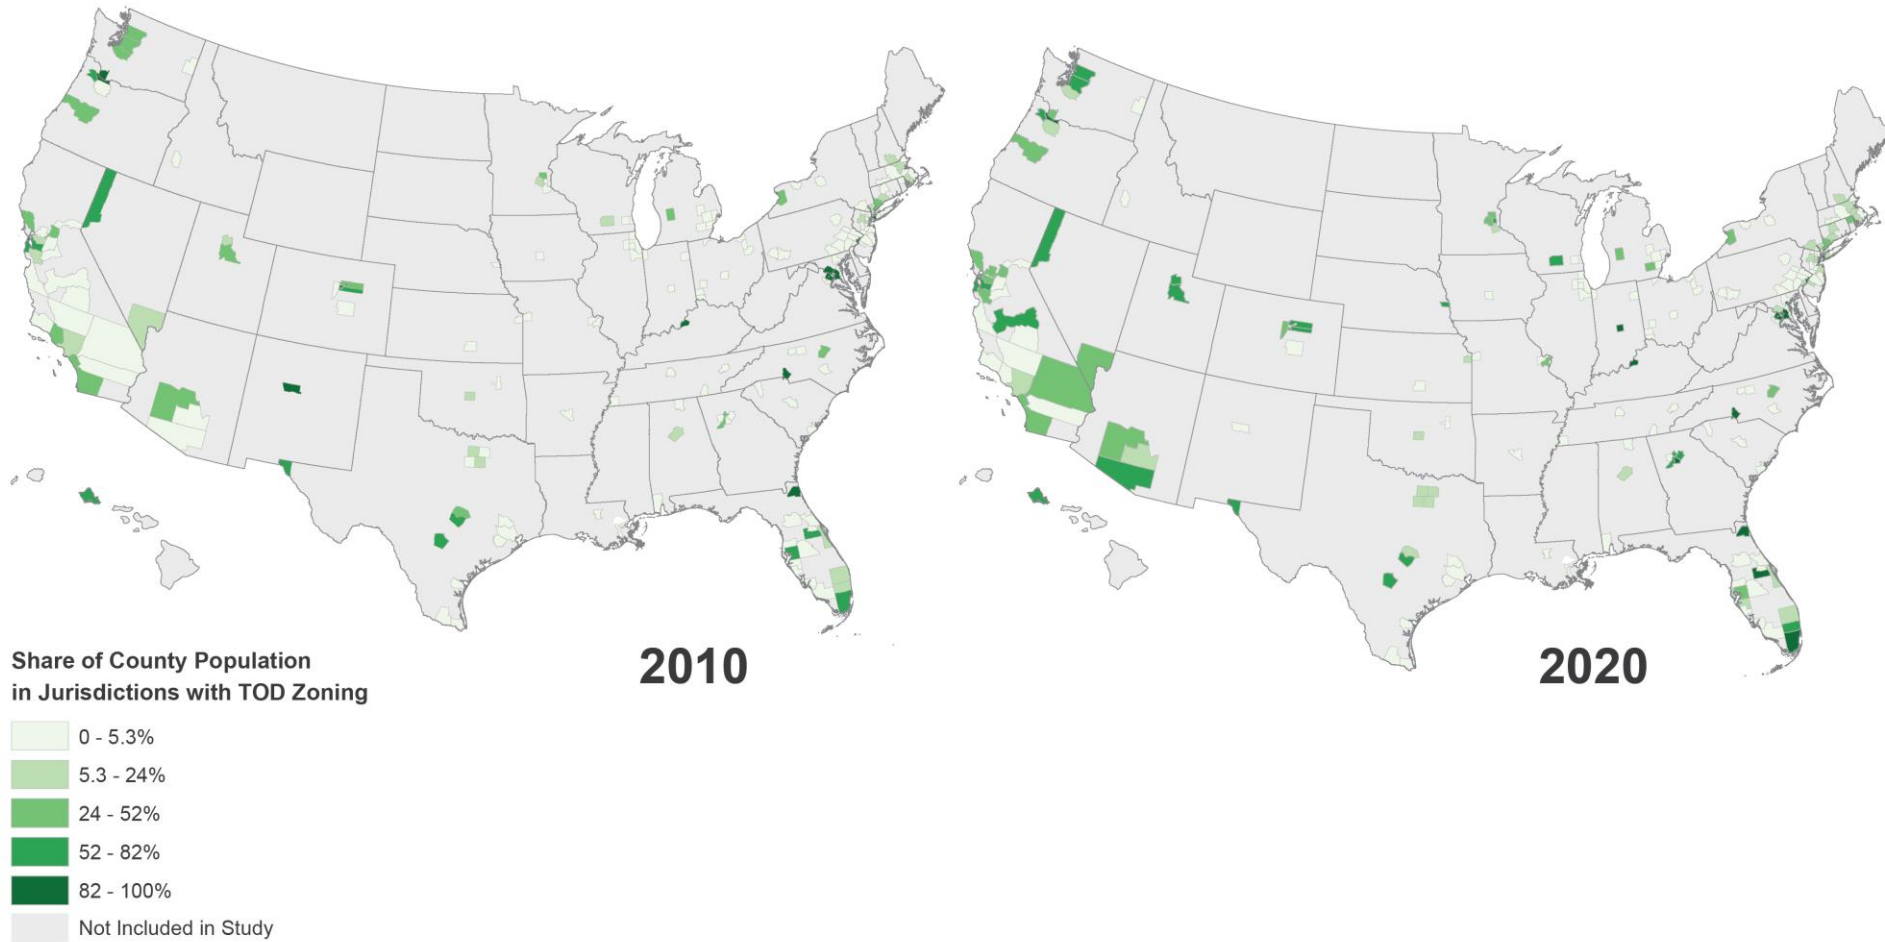 2010
2020
Share of County Population
in Jurisdictions with TOD Zoning
0 - 5.3%
5.3 - 24%
24 - 52%
52 - 82%
82 - 100%
Not Included in Study